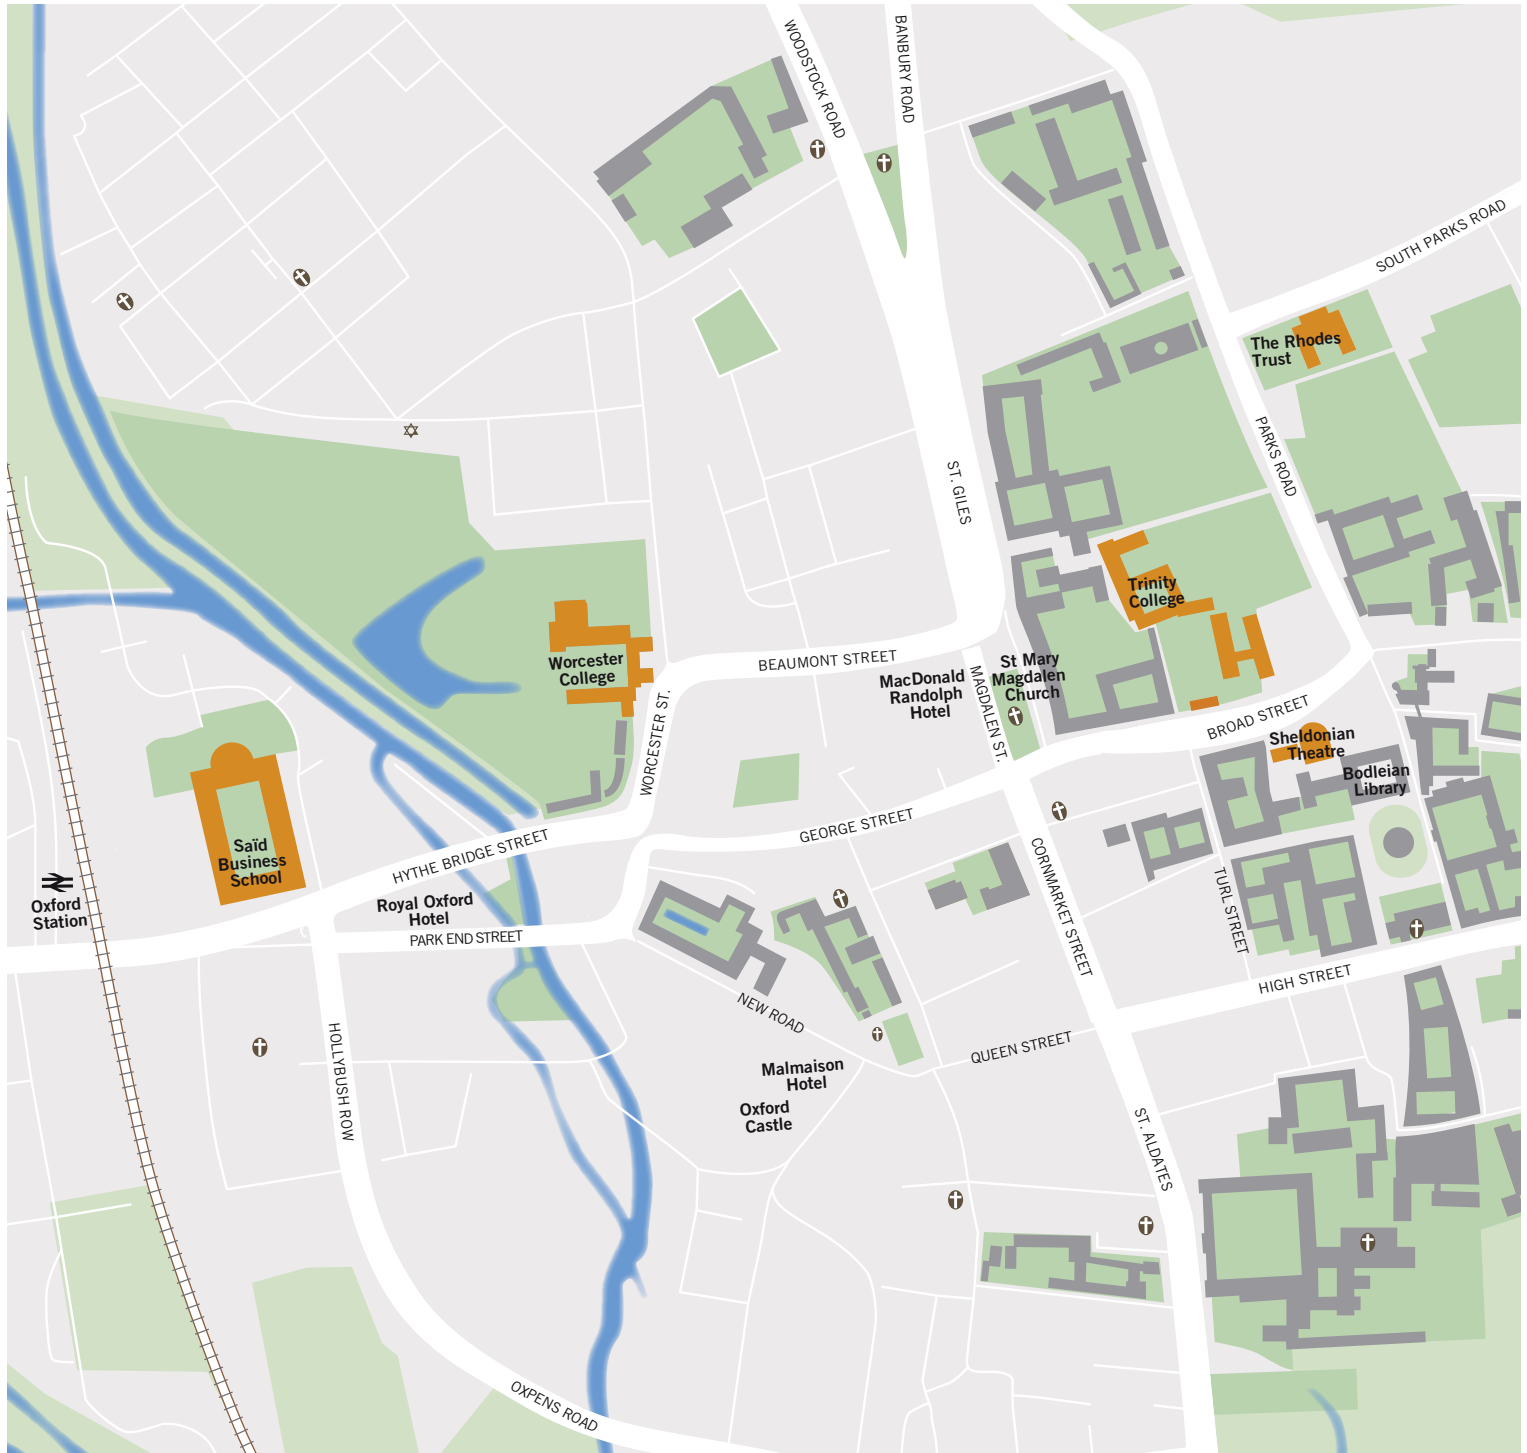 WOODSTOCK ROAD
BANBURY ROAD
SOUTH PARKS ROAD
The Rhodes
Trust
PARKS ROAD
ST. GILES
Trinity
College
Worcester
College
BEAUMONT STREET
MacDonald
Randolph
Hotel
MAGDALEN ST.
St Mary
Magdalen
Church
WORCESTER ST.
BROAD STREET
Sheldonian
Theatre
Bodleian
Library
GEORGE STREET
HYTHE BRIDGE STREET
Saïd
Business
School
Oxford
Station
Royal Oxford
Hotel
PARK END STREET
CORNMARKET STREET
TURL STREET
HIGH STREET
NEW ROAD
QUEEN STREET
HOLLYBUSH ROW
Malmaison
Hotel
Oxford
Castle
ST. ALDATES
OXPENS ROAD